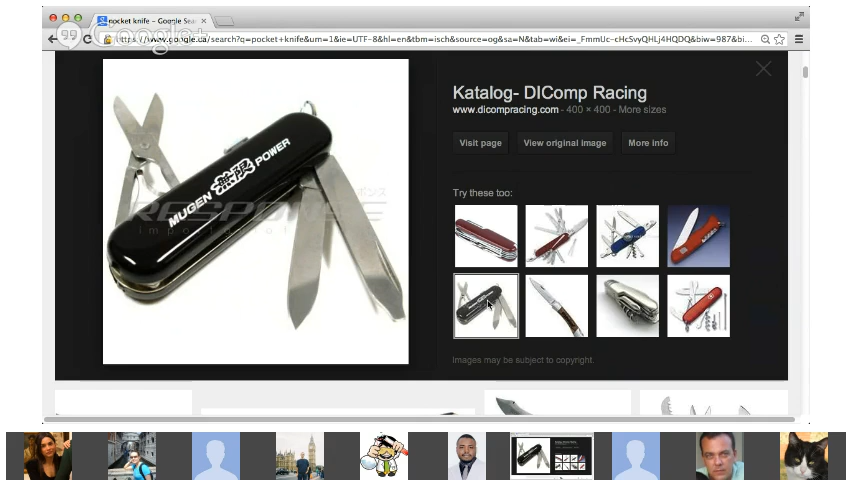 pocket knife - Google Sea
Google+
https://www.google.ca/search?q=pocket+knife&um=1&ie=UTF-8&hl=en&tbm=isch&source=og&sa=N&tab=wi&ei=_FmmUc-cHcSvyQHLj4HQDQ&biw=987&bi...
Katalog- DIComp Racing
www.dicompracing.com - 400 × 400 - More sizes
Visit page
View original image
More info
Try these too:
MUGEN 無限 POWER
RESPONSE
Images may be subject to copyright.